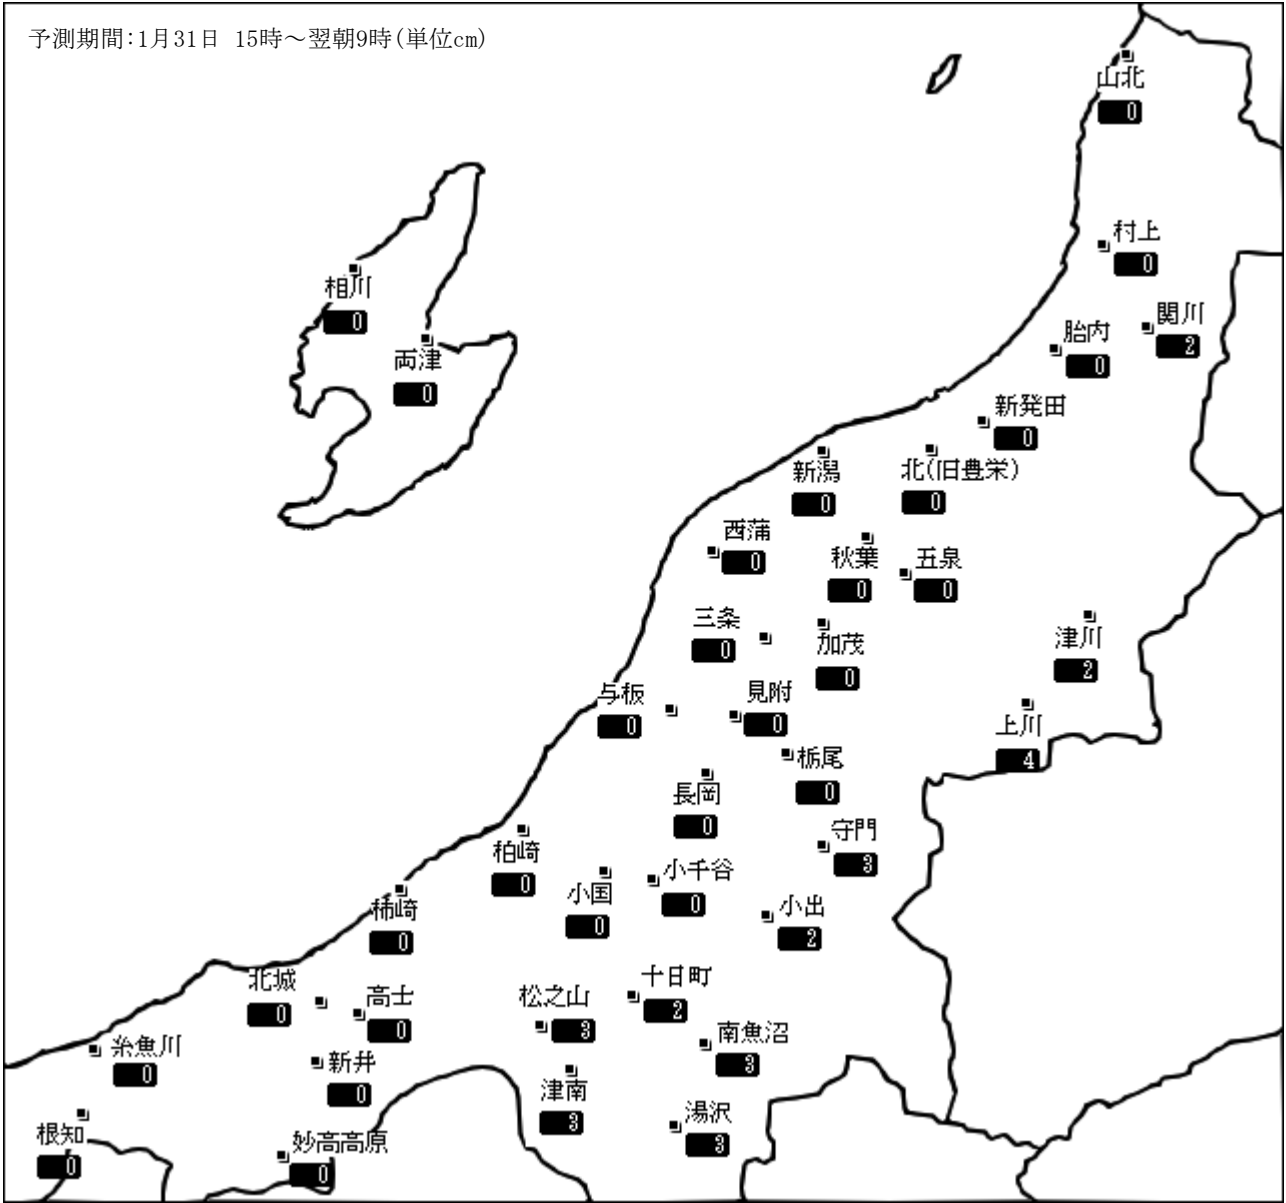 予測期間:1月31日 15時～翌朝9時(単位cm)
山北
0
村上
0
関川
2
胎内
0
相川
0
両津
0
新発田
0
新潟
0
北(旧豊栄)
0
西蒲
0
秋葉
0
五泉
0
三条
0
加茂
0
津川
2
与板
0
見附
0
上川
4
栃尾
0
長岡
0
守門
3
柏崎
0
小国
0
小千谷
0
小出
2
柿崎
0
北城
0
高士
0
松之山
3
十日町
2
南魚沼
3
糸魚川
0
新井
0
津南
3
湯沢
3
根知
0
妙高高原
0